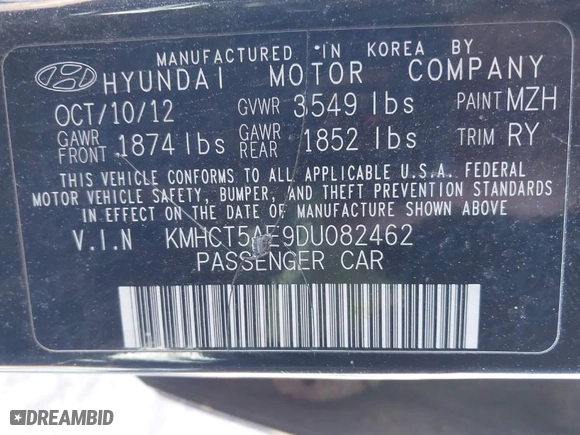 MANUFACTURED IN KOREA BY
HYUNDAI MOTOR COMPANY
OCT/10/12 GVWR 3549 lbs PAINT MZH
GAWR FRONT 1874 lbs GAWR REAR 1852 lbs TRIM RY
THIS VEHICLE CONFORMS TO ALL APPLICABLE U.S.A. FEDERAL
MOTOR VEHICLE SAFETY, BUMPER, AND THEFT PREVENTION STANDARDS
IN EFFECT ON THE DATE OF MANUFACTURE SHOWN ABOVE
V.I.N KMHCT5AE9DU082462
PASSENGER CAR
DREAMBID